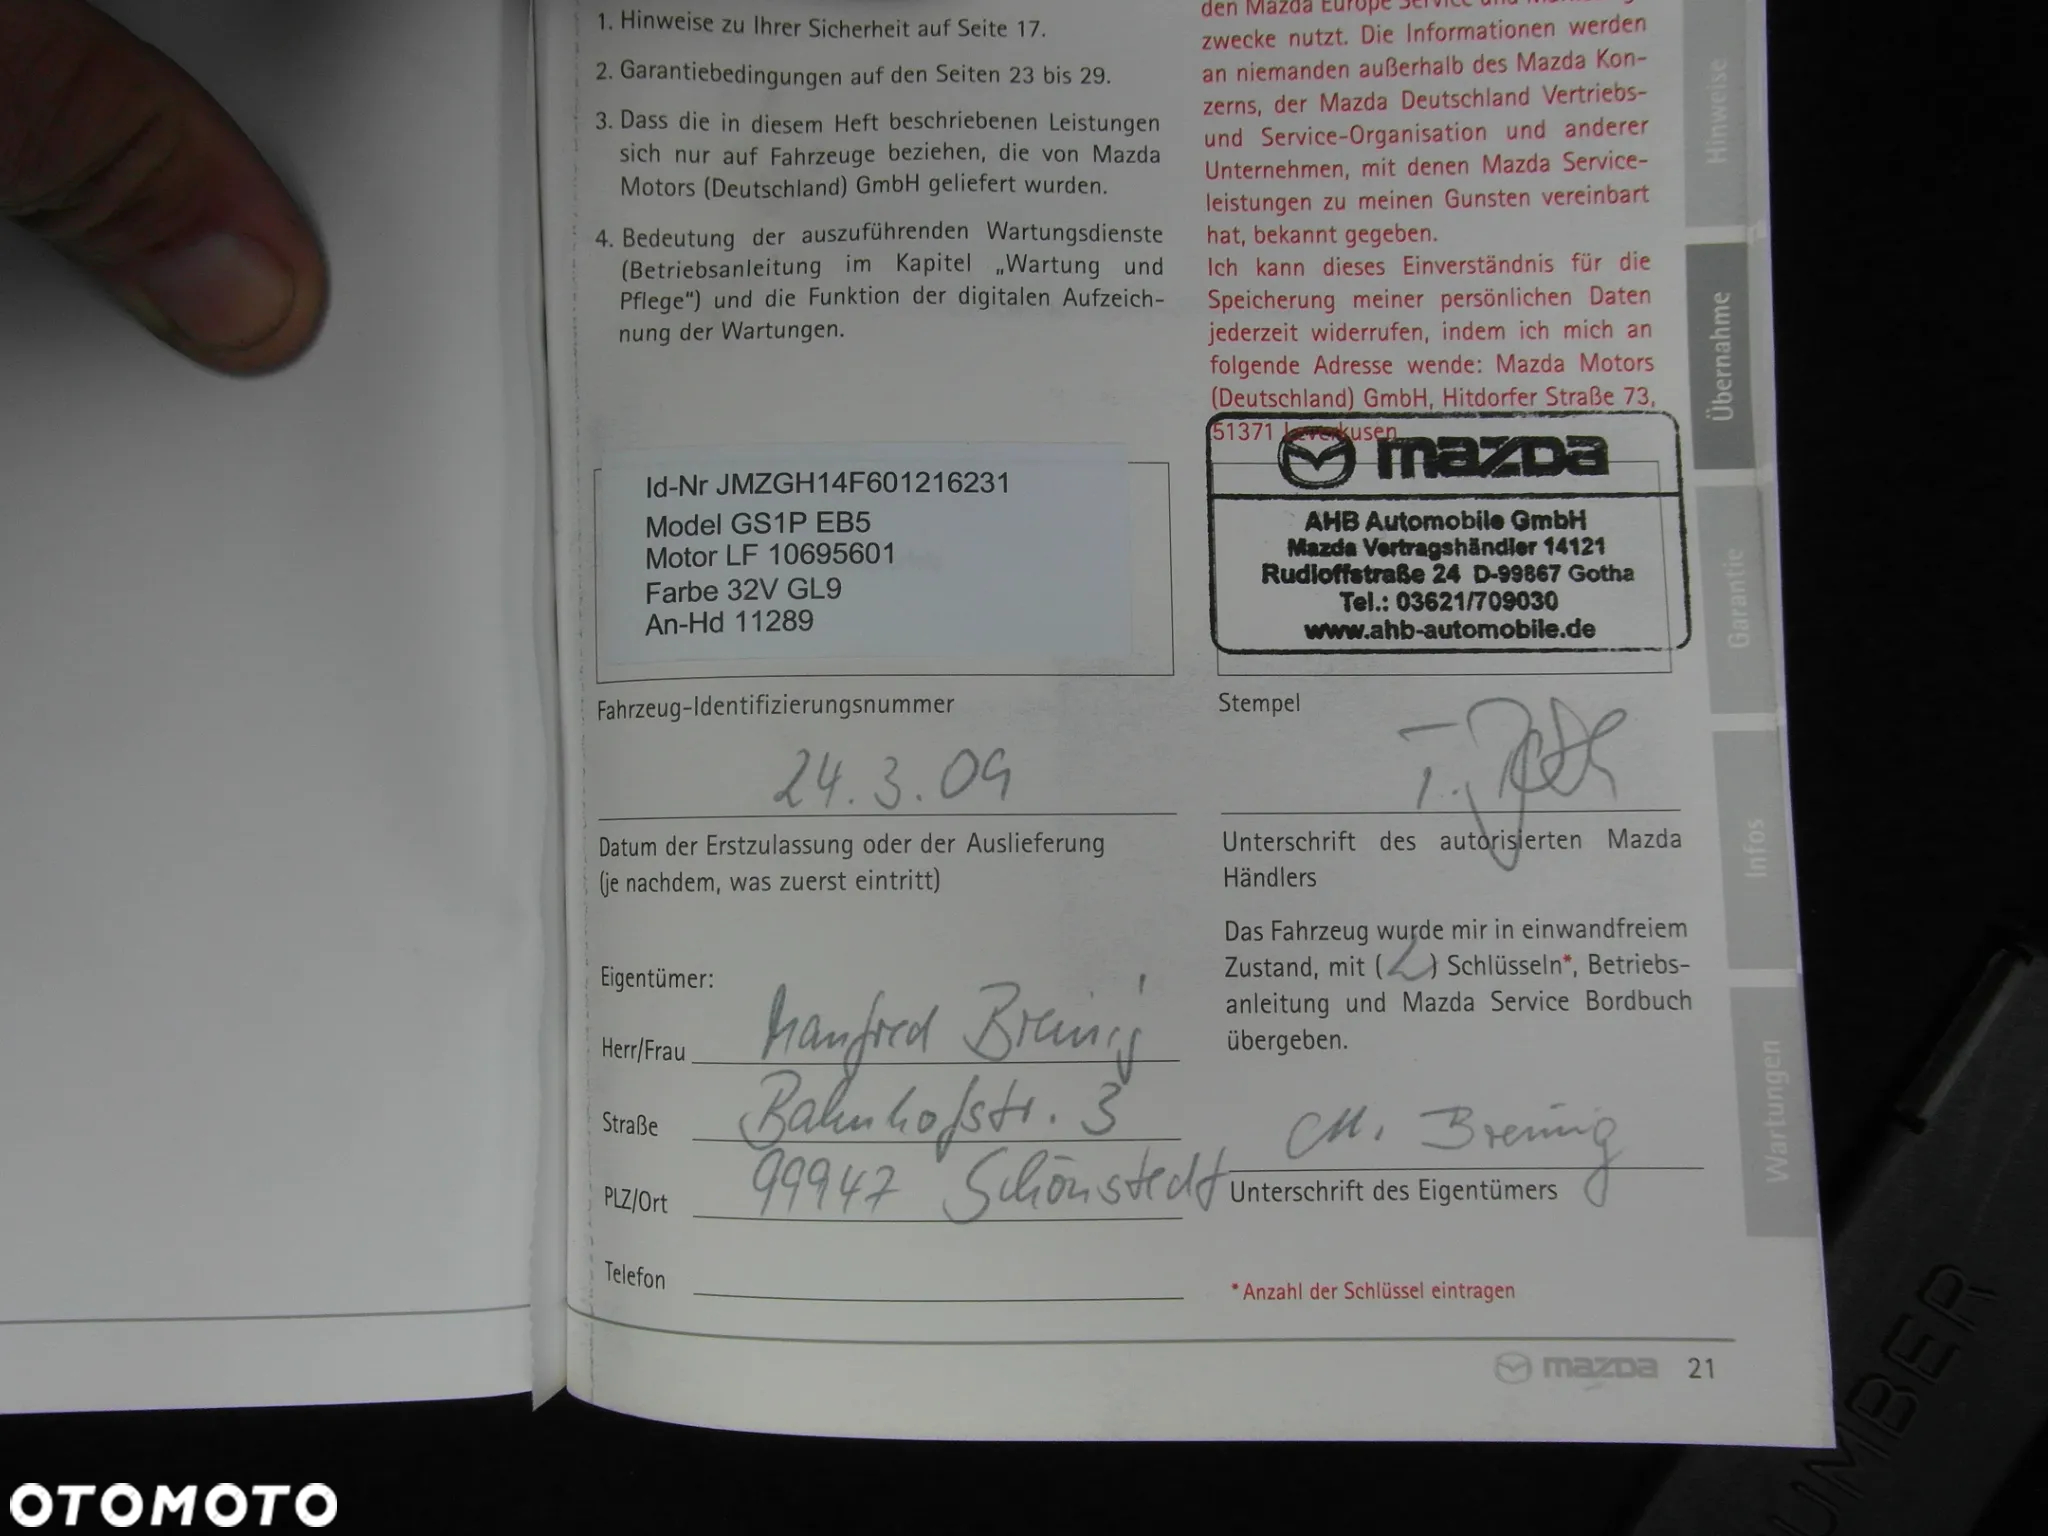 1. Hinweise zu Ihrer Sicherheit auf Seite 17.
2. Garantiebedingungen auf den Seiten 23 bis 29.
3. Dass die in diesem Heft beschriebenen Leistungen
sich nur auf Fahrzeuge beziehen, die von Mazda
Motors (Deutschland) GmbH geliefert wurden.
4. Bedeutung der auszuführenden Wartungsdienste
(Betriebsanleitung im Kapitel „Wartung und
Pflege“) und die Funktion der digitalen Aufzeich-
nung der Wartungen.
den Mazda Europe Service und
zwecke nutzt. Die Informationen werden
an niemanden außerhalb des Mazda Kon-
zerns, der Mazda Deutschland Vertriebs-
und Service-Organisation und anderer
Unternehmen, mit denen Mazda Service-
leistungen zu meinen Gunsten vereinbart
hat, bekannt gegeben.
Ich kann dieses Einverständnis für die
Speicherung meiner persönlichen Daten
jederzeit widerrufen, indem ich mich an
folgende Adresse wende: Mazda Motors
(Deutschland) GmbH, Hitdorfer Straße 73,
51371 Leverkusen
Id-Nr JMZGH14F601216231
Model GS1P EB5
Motor LF 10695601
Farbe 32V GL9
An-Hd 11289
Fahrzeug-Identifizierungsnummer
mazda
AHB Automobile GmbH
Mazda Vertragshändler 14121
Rudloffstraße 24 D-99867 Gotha
Tel.: 03621/709030
www.ahb-automobile.de
Stempel
24.3.09
Datum der Erstzulassung oder der Auslieferung
(je nachdem, was zuerst eintritt)
Unterschrift des autorisierten Mazda
Händlers
Eigentümer:
Herr/Frau Manfred Breinig
Straße Bahnhofstr. 3
PLZ/Ort 99947 Schönstedt
Telefon
Das Fahrzeug wurde mir in einwandfreiem
Zustand, mit (2) Schlüsseln*, Betriebs-
anleitung und Mazda Service Bordbuch
übergeben.
M. Breinig
Unterschrift des Eigentümers
* Anzahl der Schlüssel eintragen
mazda 21
Hinweise
Übernahme
Garantie
Infos
Wartungen
UMBER
OTOMOTO